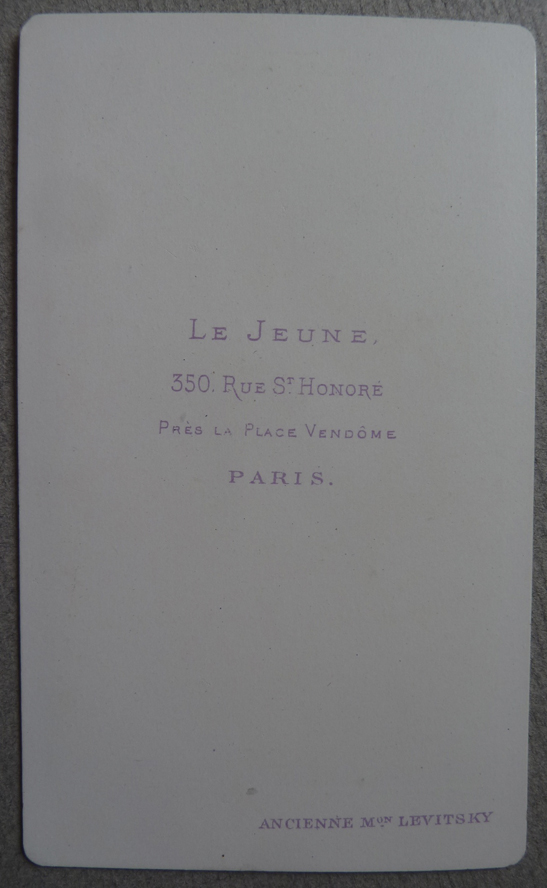 LE JEUNE,
350. RUE ST. HONORÉ
PRÈS LA PLACE VENDÔME
PARIS.
ANCIENNE MON LEVITSKY